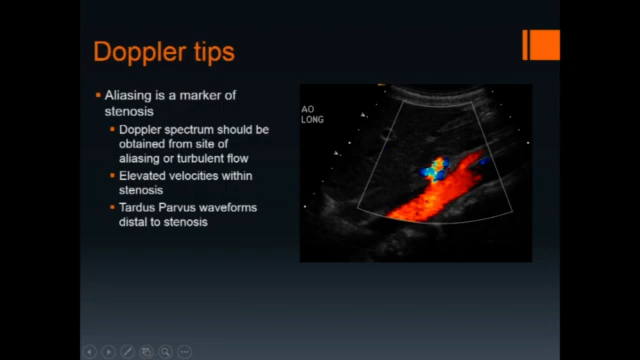 Doppler tips
Aliasing is a marker of
stenosis
Doppler spectrum should be
obtained from site of
aliasing or turbulent flow
Elevated velocities within
stenosis
Tardus Parvus waveforms
distal to stenosis
AO
LONG